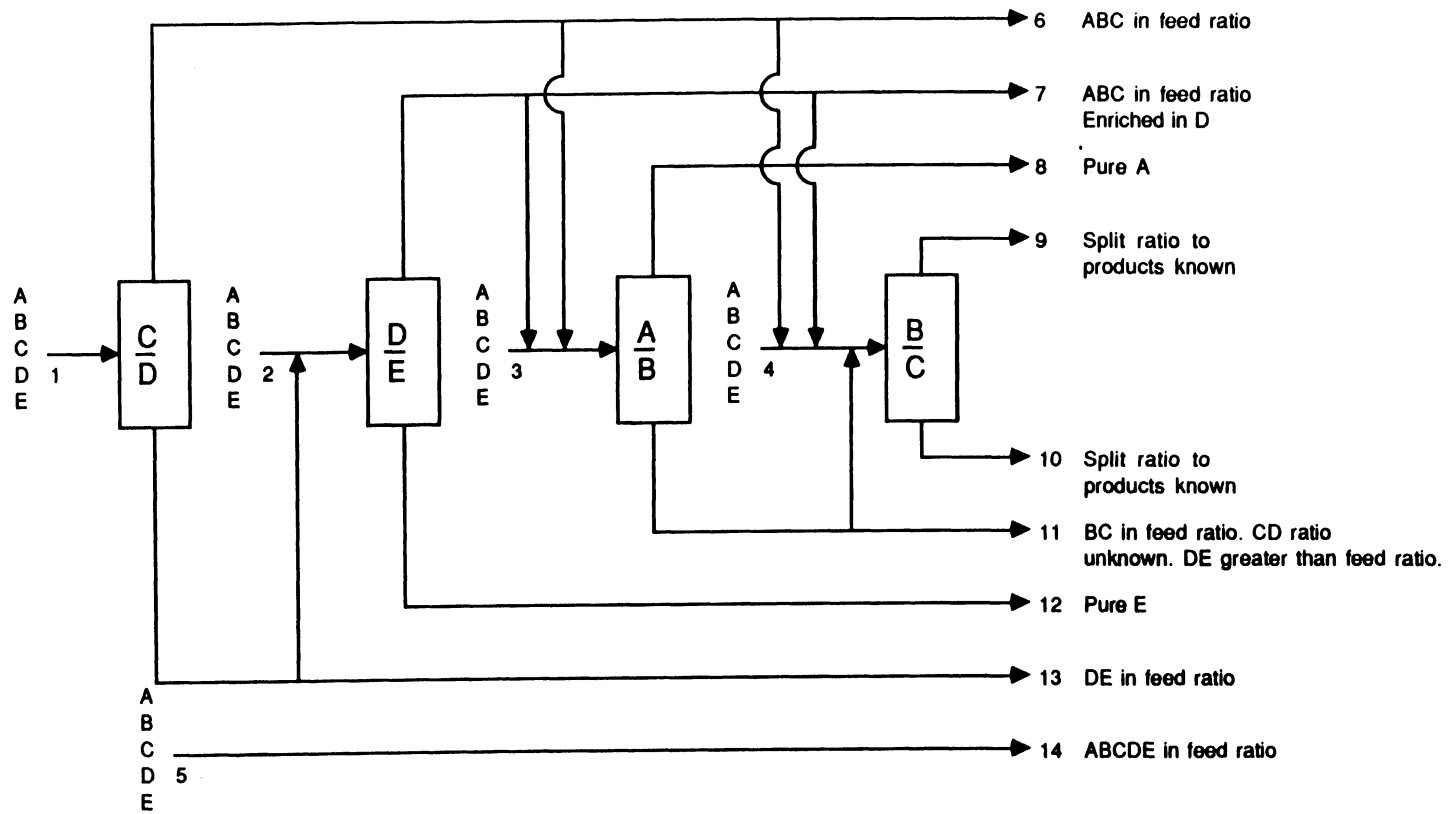 6 ABC in feed ratio
7 ABC in feed ratio
Enriched in D
8 Pure A
9 Split ratio to
products known
A
B
C
D 1
E
C
D
A
B
C
D 2
E
D
E
A
B
C
D 3
E
A
B
A
B
C
D 4
E
B
C
10 Split ratio to
products known
11 BC in feed ratio. CD ratio
unknown. DE greater than feed ratio.
12 Pure E
13 DE in feed ratio
A
B
C
D 5
E
14 ABCDE in feed ratio